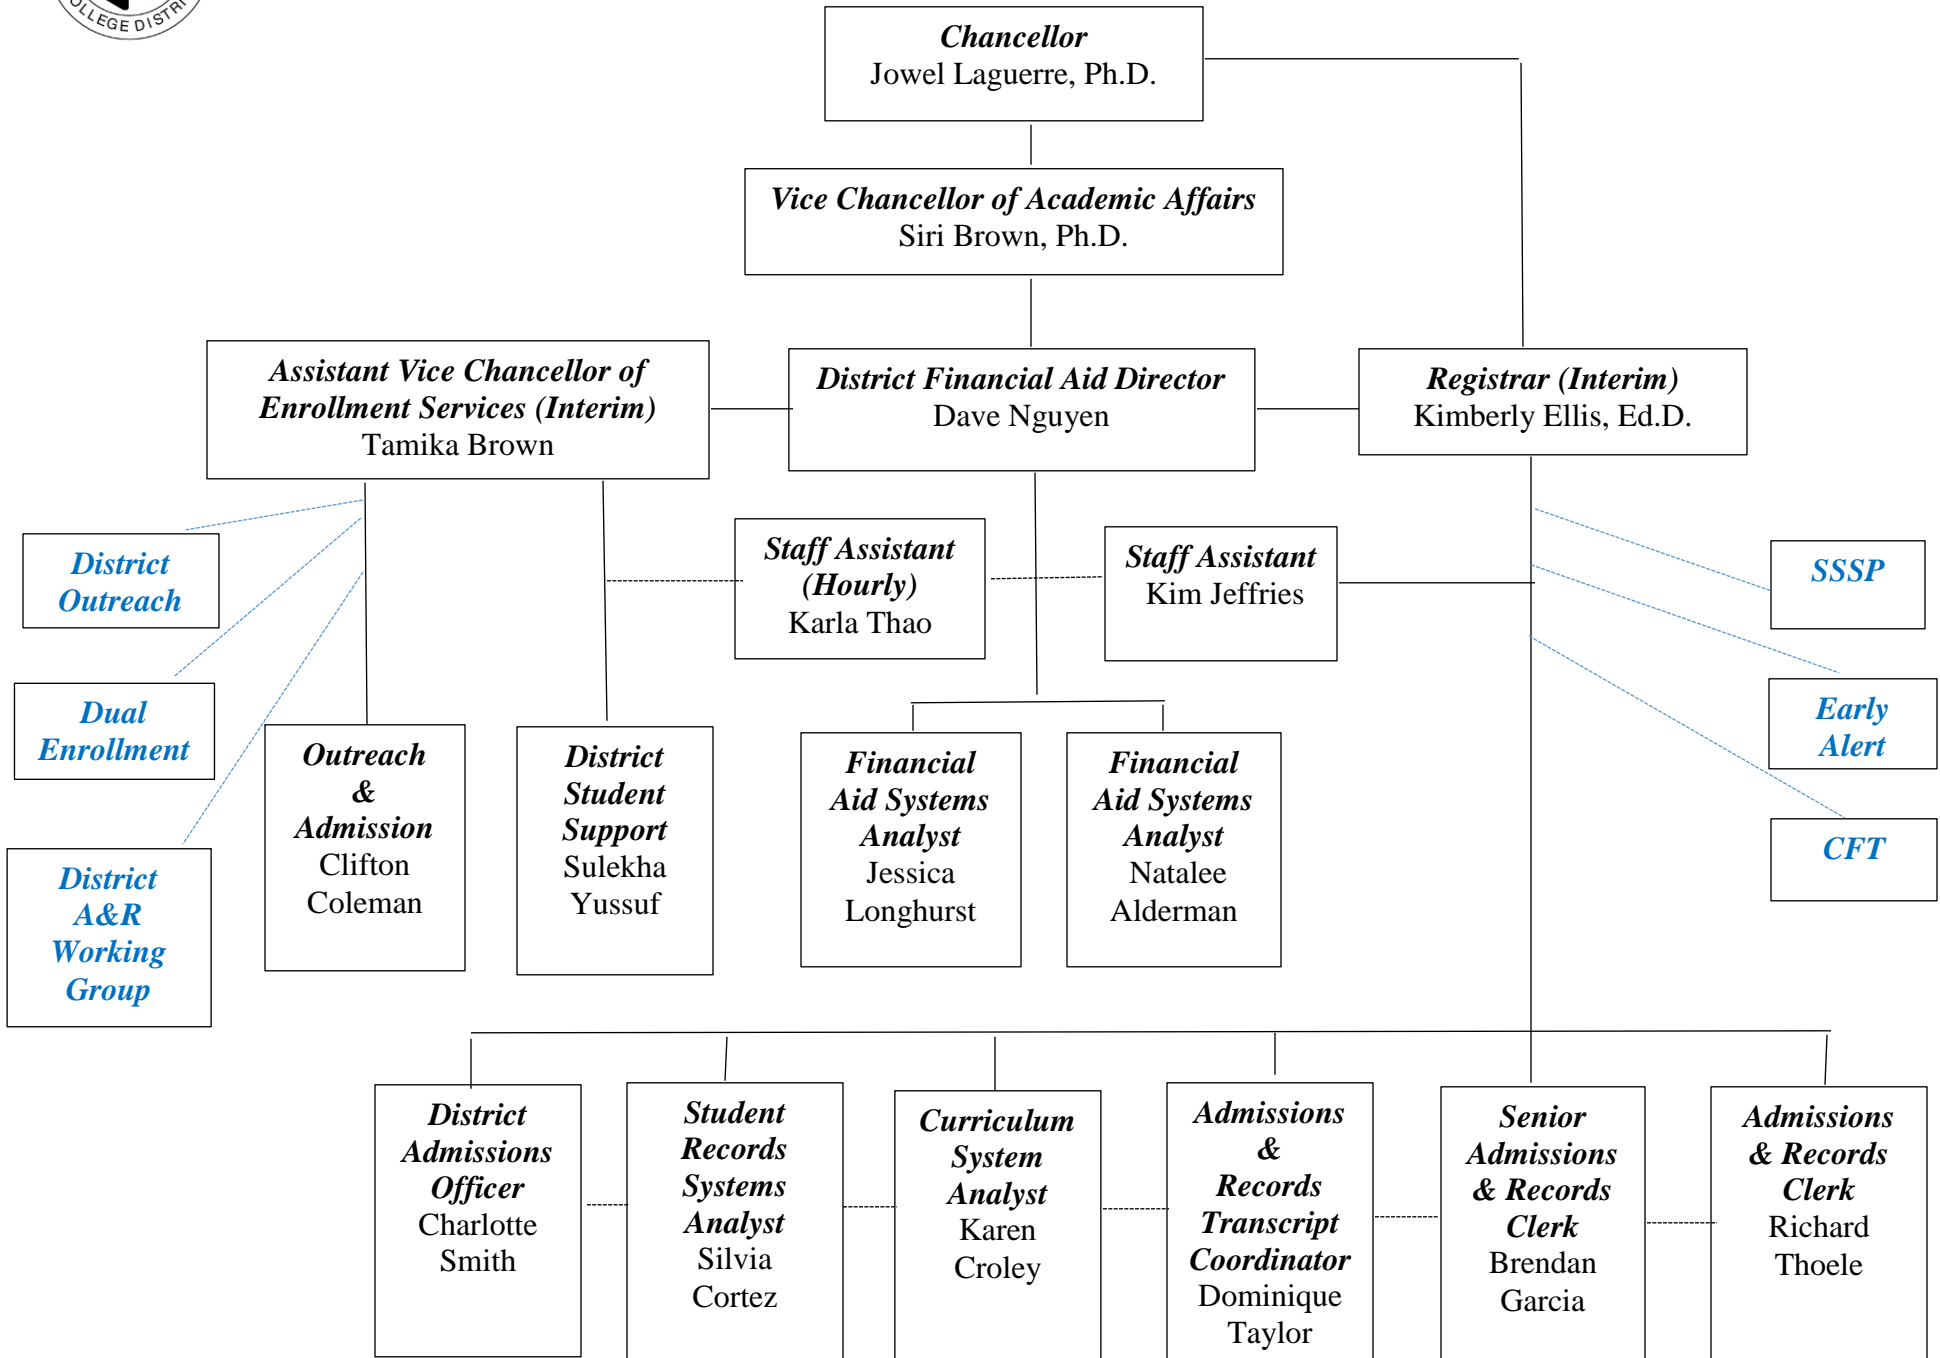 COLLEGE DISTRI
Chancellor
Jowel Laguerre, Ph.D.
Vice Chancellor of Academic Affairs
Siri Brown, Ph.D.
Assistant Vice Chancellor of
Enrollment Services (Interim)
Tamika Brown
District Financial Aid Director
Dave Nguyen
Registrar (Interim)
Kimberly Ellis, Ed.D.
District
Outreach
Staff Assistant
(Hourly)
Karla Thao
Staff Assistant
Kim Jeffries
SSSP
Dual
Enrollment
Early
Alert
District
A&R
Working
Group
Outreach
&
Admission
Clifton
Coleman
District
Student
Support
Sulekha
Yussuf
Financial
Aid Systems
Analyst
Jessica
Longhurst
Financial
Aid Systems
Analyst
Natalee
Alderman
CFT
District
Admissions
Officer
Charlotte
Smith
Student
Records
Systems
Analyst
Silvia
Cortez
Curriculum
System
Analyst
Karen
Croley
Admissions
&
Records
Transcript
Coordinator
Dominique
Taylor
Senior
Admissions
& Records
Clerk
Brendan
Garcia
Admissions
& Records
Clerk
Richard
Thoele